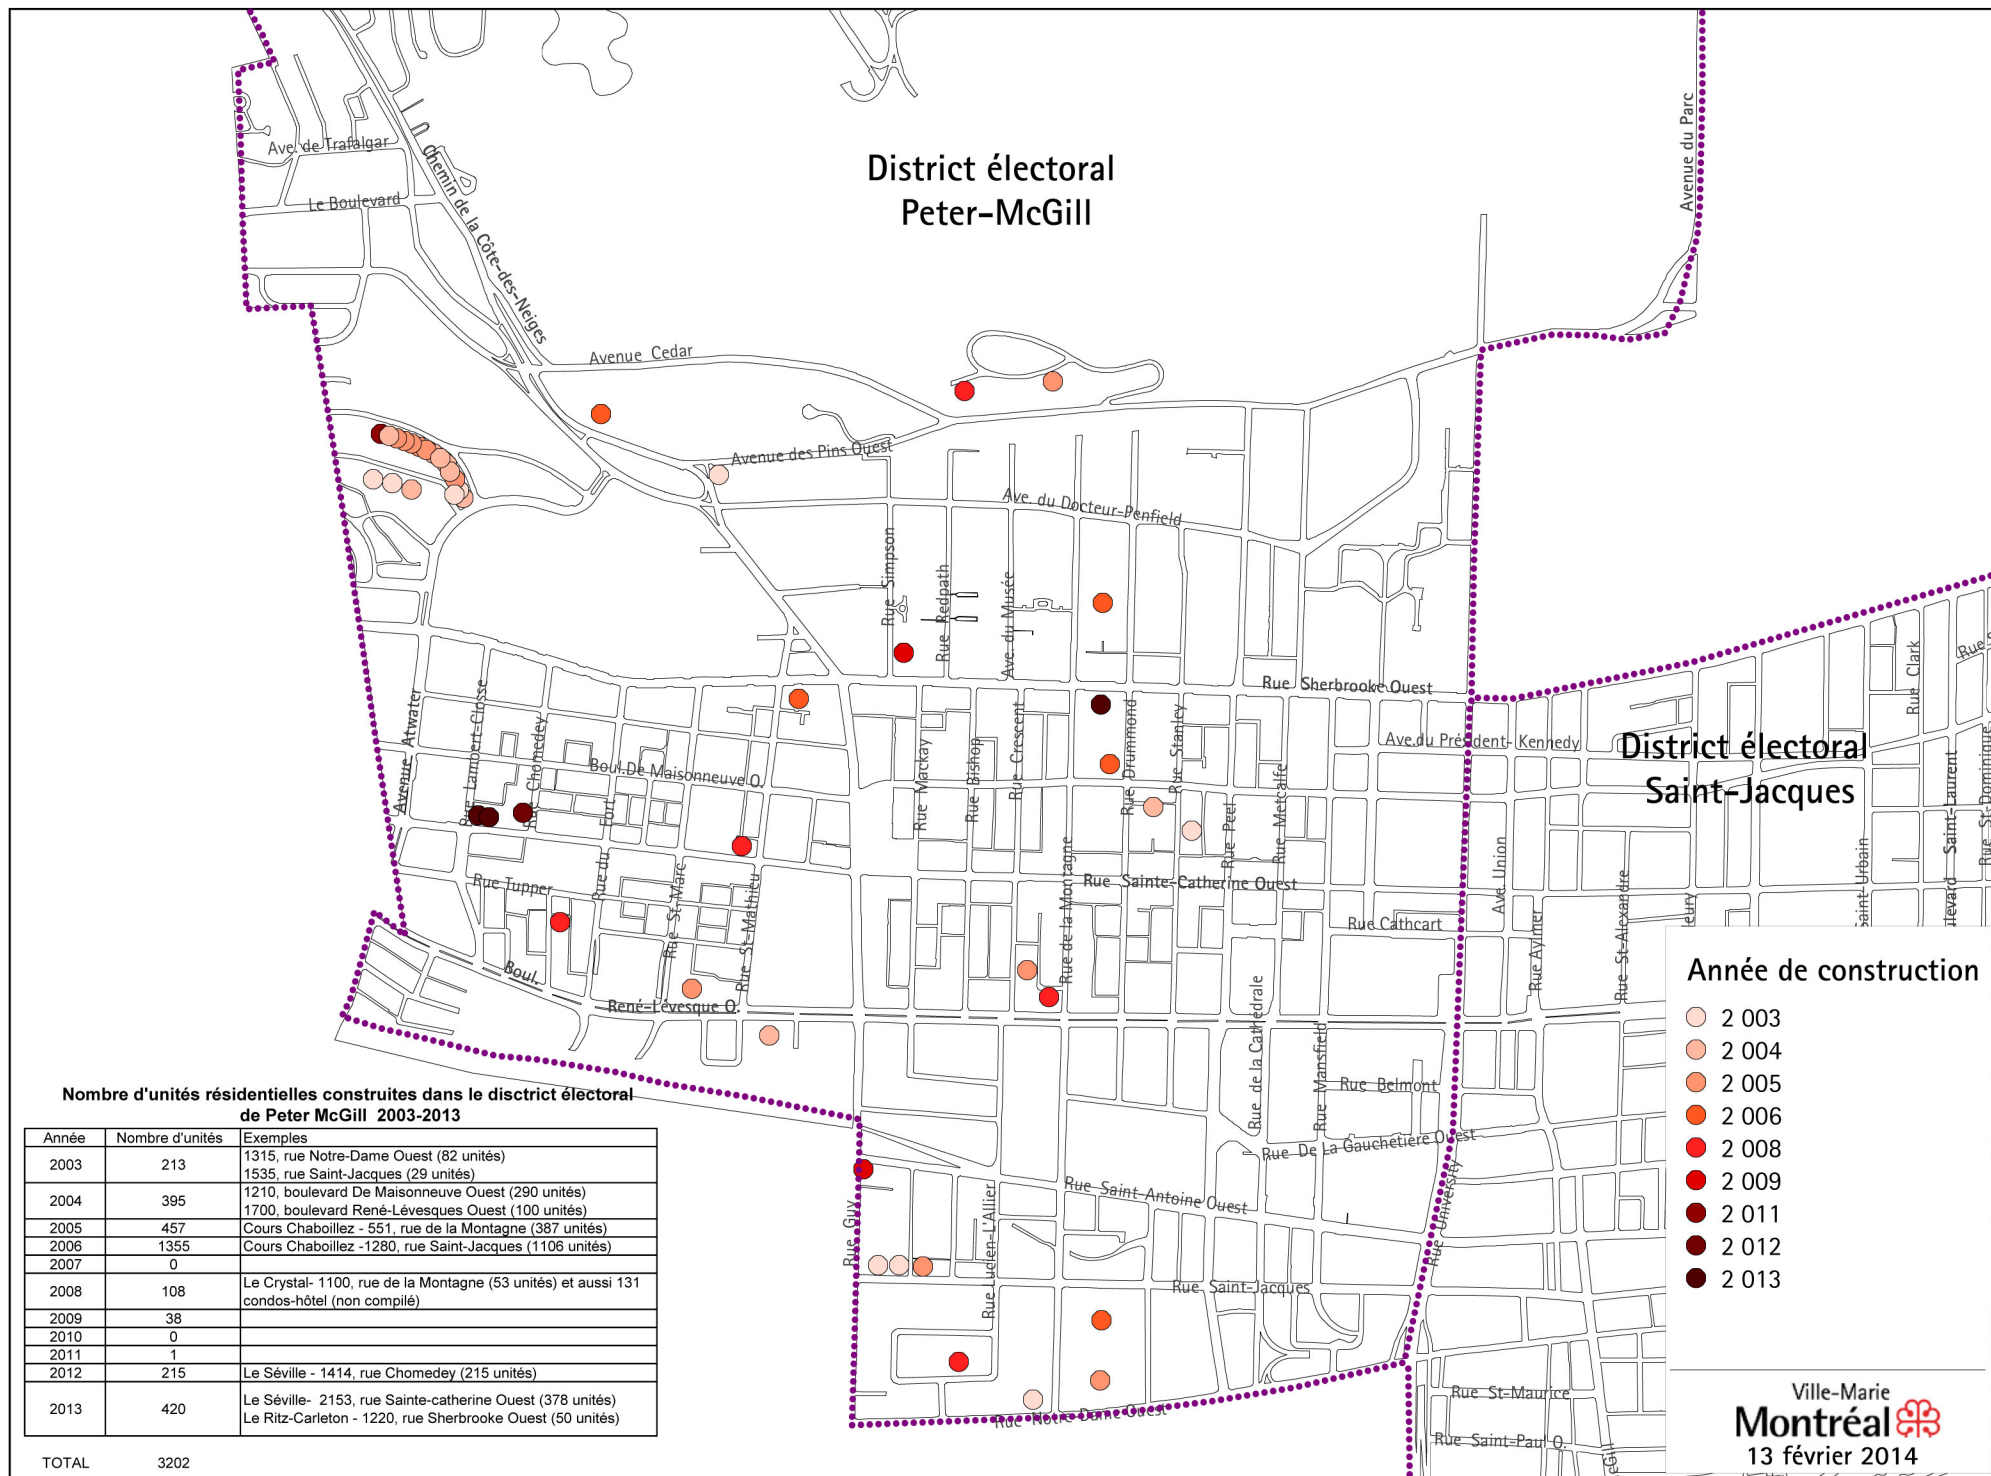 District électoral
Peter-McGill
Avenue du Parc
Ave. de Trafalgar
Chemin de la Côte-des-Neiges
Le Boulevard
Avenue Cedar
Avenue des Pins Ouest
Ave. du Docteur-Penfield
Rue Simpson
Rue Redpath
Ave. du Musée
Rue Sherbrooke Ouest
Avenue Atwater
Rue Lambert-Closse
Rue Chomedey
Boul.De Maisonneuve O.
Rue du
Fort
Rue Tupper
Rue St-Marc
Rue St-Mathieu
Rue Mackay
Rue Bishop
Rue Crescent
Rue de la Montagne
Rue Drummond
Rue Stanley
Rue Peel
Rue Metcalfe
Ave.du Président- Kennedy
District électoral
Saint-Jacques
Rue Clark
Boul.
René-Lévesque O.
Rue Sainte-Catherine Ouest
Rue Cathcart
Ave. Union
Rue Aylmer
Rue St-Alexandre
eury
Saint-Urbain
ulevard Saint-Laurent
Rue St-Dominique
Rue de la Cathédrale
Rue Mansfield
Rue Belmont
Rue De La Gauchetière Ouest
Rue University
Rue Saint-Antoine Ouest
Rue Guy
Rue Lucien-L'Allier
Rue Saint-Jacques
Rue Notre-Dame Ouest
Rue St-Maurice
Rue Saint-Paul O.
cGill
Année de construction
2 003
2 004
2 005
2 006
2 008
2 009
2 011
2 012
2 013
Ville-Marie
Montréal
13 février 2014
Nombre d'unités résidentielles construites dans le disctrict électoral
de Peter McGill 2003-2013
Année Nombre d'unités Exemples
2003 213 1315, rue Notre-Dame Ouest (82 unités)
1535, rue Saint-Jacques (29 unités)
2004 395 1210, boulevard De Maisonneuve Ouest (290 unités)
1700, boulevard René-Lévesques Ouest (100 unités)
2005 457 Cours Chaboillez - 551, rue de la Montagne (387 unités)
2006 1355 Cours Chaboillez -1280, rue Saint-Jacques (1106 unités)
2007 0
2008 108 Le Crystal- 1100, rue de la Montagne (53 unités) et aussi 131
condos-hôtel (non compilé)
2009 38
2010 0
2011 1
2012 215 Le Séville - 1414, rue Chomedey (215 unités)
2013 420 Le Séville- 2153, rue Sainte-catherine Ouest (378 unités)
Le Ritz-Carleton - 1220, rue Sherbrooke Ouest (50 unités)
TOTAL 3202